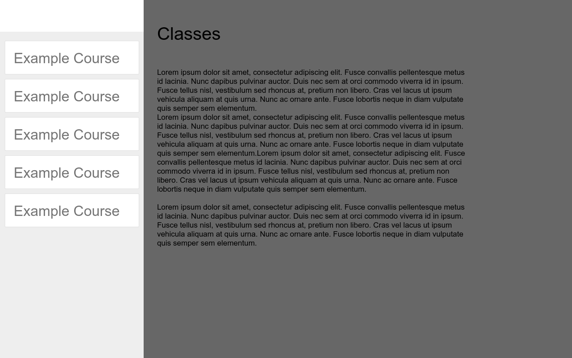 Example Course
Example Course
Example Course
Example Course
Example Course
Classes
Lorem ipsum dolor sit amet, consectetur adipiscing elit. Fusce convallis pellentesque metus
id lacinia. Nunc dapibus pulvinar auctor. Duis nec sem at orci commodo viverra id in ipsum.
Fusce tellus nisl, vestibulum sed rhoncus at, pretium non libero. Cras vel lacus ut ipsum
vehicula aliquam at quis urna. Nunc ac ornare ante. Fusce lobortis neque in diam vulputate
quis semper sem elementum.
Lorem ipsum dolor sit amet, consectetur adipiscing elit. Fusce convallis pellentesque metus
id lacinia. Nunc dapibus pulvinar auctor. Duis nec sem at orci commodo viverra id in ipsum.
Fusce tellus nisl, vestibulum sed rhoncus at, pretium non libero. Cras vel lacus ut ipsum
vehicula aliquam at quis urna. Nunc ac ornare ante. Fusce lobortis neque in diam vulputate
quis semper sem elementum.Lorem ipsum dolor sit amet, consectetur adipiscing elit. Fusce
convallis pellentesque metus id lacinia. Nunc dapibus pulvinar auctor. Duis nec sem at orci
commodo viverra id in ipsum. Fusce tellus nisl, vestibulum sed rhoncus at, pretium non
libero. Cras vel lacus ut ipsum vehicula aliquam at quis urna. Nunc ac ornare ante. Fusce
lobortis neque in diam vulputate quis semper sem elementum.
Lorem ipsum dolor sit amet, consectetur adipiscing elit. Fusce convallis pellentesque metus
id lacinia. Nunc dapibus pulvinar auctor. Duis nec sem at orci commodo viverra id in ipsum.
Fusce tellus nisl, vestibulum sed rhoncus at, pretium non libero. Cras vel lacus ut ipsum
vehicula aliquam at quis urna. Nunc ac ornare ante. Fusce lobortis neque in diam vulputate
quis semper sem elementum.